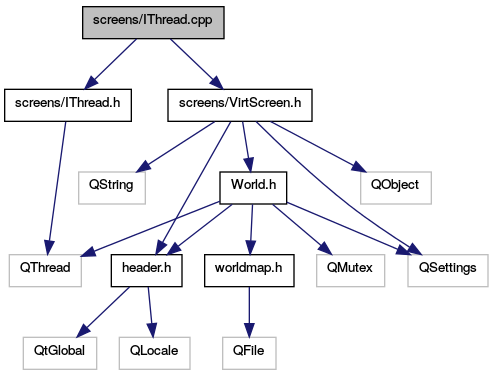 screens/IThread.cpp
screens/IThread.h
screens/VirtScreen.h
QString
World.h
QObject
QThread
header.h
worldmap.h
QMutex
QSettings
QtGlobal
QLocale
QFile